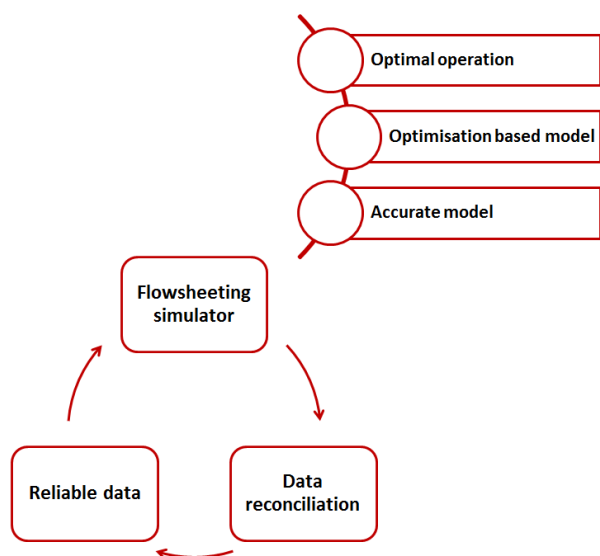 Optimal operation
Optimisation based model
Accurate model
Flowsheeting
simulator
Reliable data
Data
reconciliation